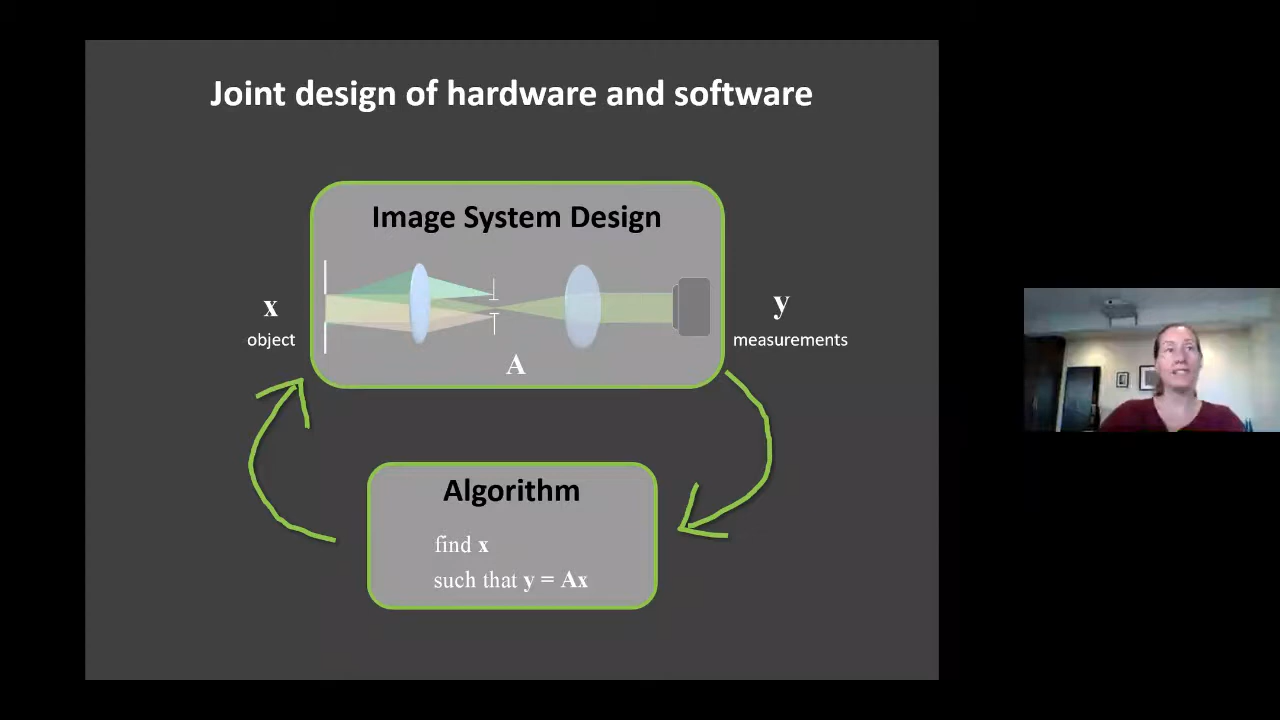 Joint design of hardware and software
Image System Design
x
object
A
y
measurements
Algorithm
find x
such that y = Ax